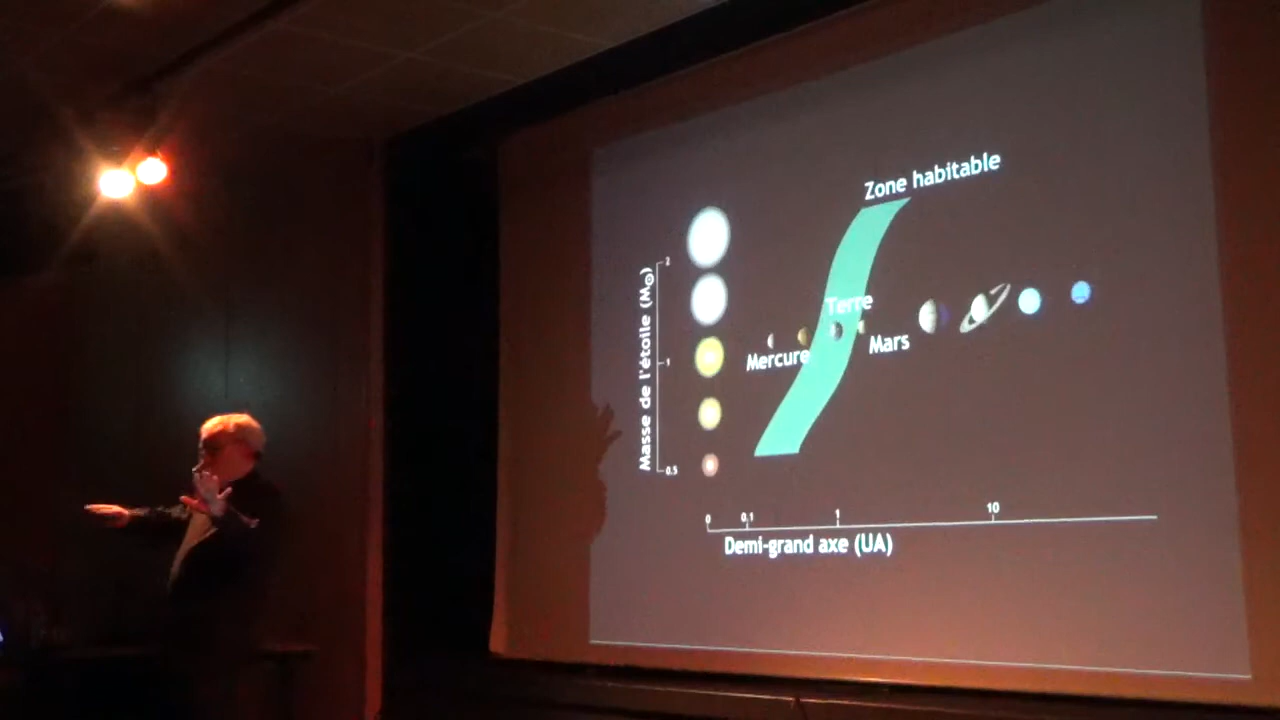 Zone habitable
Masse de l'étoile (M⊙)
2
1
0.5
Terre
Mercure
Mars
0
0.1
1
10
Demi-grand axe (UA)